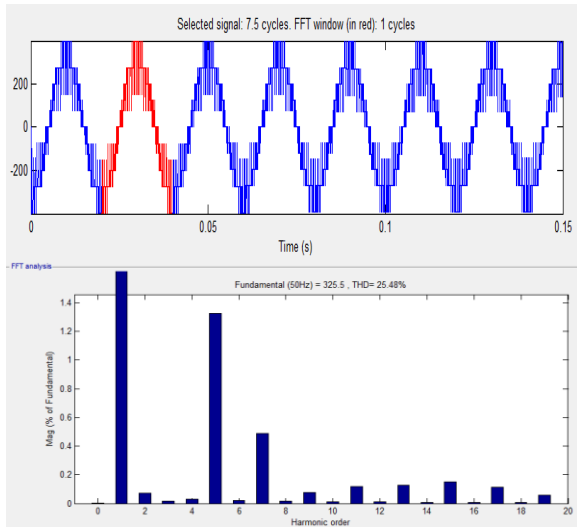 Selected signal: 7.5 cycles. FFT window (in red): 1 cycles
200
0
-200
0
0.05
0.1
0.15
Time (s)
FFT analysis
Fundamental (50Hz) = 325.5 , THD= 25.48%
1.4
1.2
1
0.8
0.6
0.4
0.2
0
Mag (% of Fundamental)
0 2 4 6 8 10 12 14 16 18 20
Harmonic order